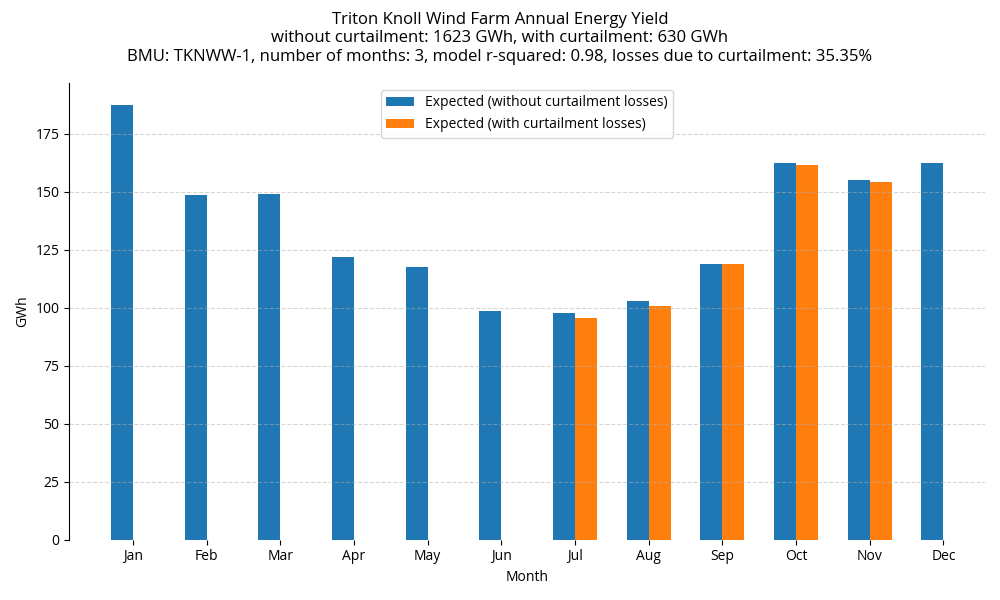 Triton Knoll Wind Farm Annual Energy Yield
without curtailment: 1623 GWh, with curtailment: 630 GWh
BMU: TKNWW-1, number of months: 3, model r-squared: 0.98, losses due to curtailment: 35.35%
Expected (without curtailment losses)
Expected (with curtailment losses)
175
150
125
100
75
50
25
0
GWh
Jan Feb Mar Apr May Jun Jul Aug Sep Oct Nov Dec
Month